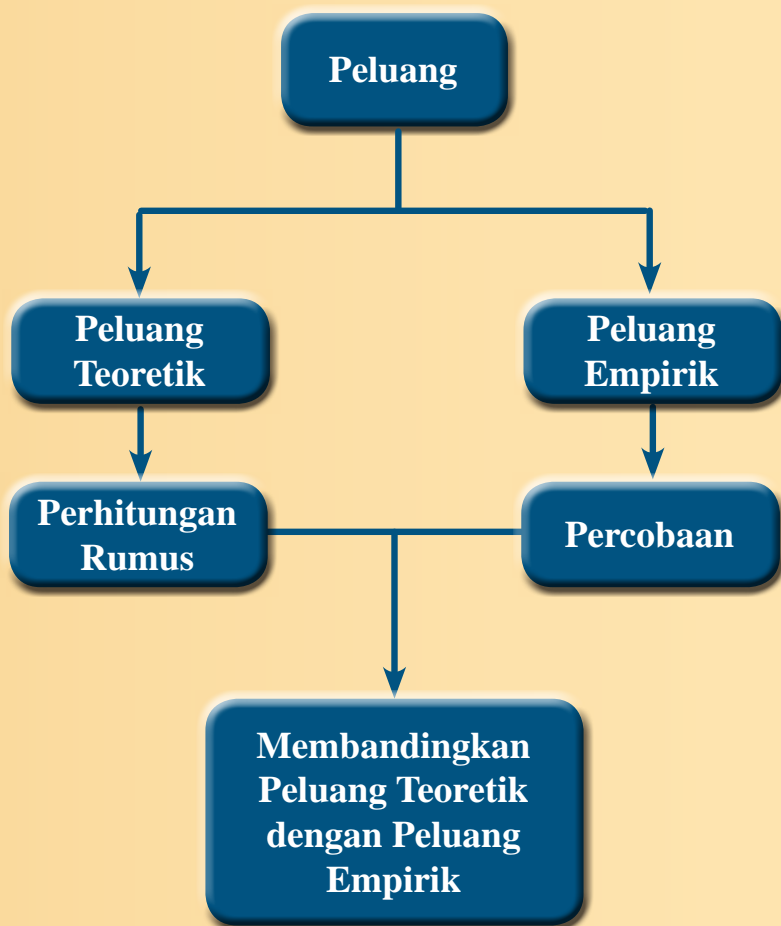 Peluang
Peluang
Teoretik
Peluang
Empirik
Perhitungan
Rumus
Percobaan
Membandingkan
Peluang Teoretik
dengan Peluang
Empirik